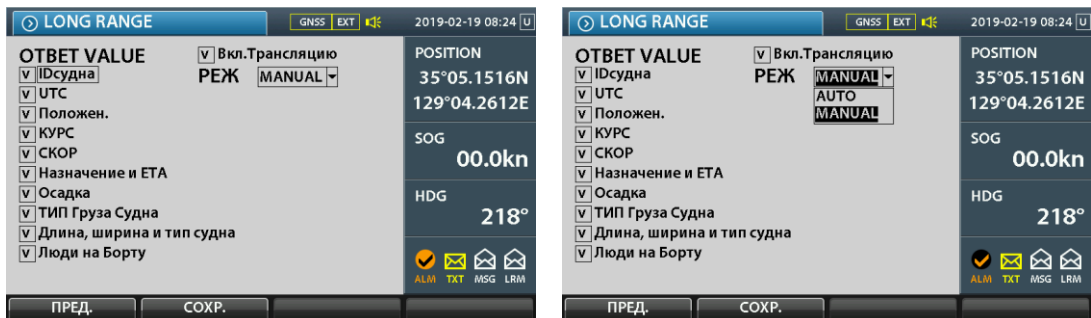 LONG RANGE GNSS EXT 2019-02-19 08:24 U
ОТВЕТ VALUE v Вкл.Трансляцию
v IDсудна РЕЖ MANUAL
v UTC
v Положен.
v КУРС
v СКОР
v Назначение и ETA
v Осадка
v ТИП Груза Судна
v Длина, ширина и тип судна
v Люди на Борту
POSITION
35°05.1516N
129°04.2612E
SOG
00.0kn
HDG
218°
ALM TXT MSG LRM
ПРЕД. СОХР.
LONG RANGE GNSS EXT 2019-02-19 08:24 U
ОТВЕТ VALUE v Вкл.Трансляцию
v IDсудна РЕЖ MANUAL
v UTC AUTO
v Положен. MANUAL
v КУРС
v СКОР
v Назначение и ETA
v Осадка
v ТИП Груза Судна
v Длина, ширина и тип судна
v Люди на Борту
POSITION
35°05.1516N
129°04.2612E
SOG
00.0kn
HDG
218°
ALM TXT MSG LRM
ПРЕД. СОХР.